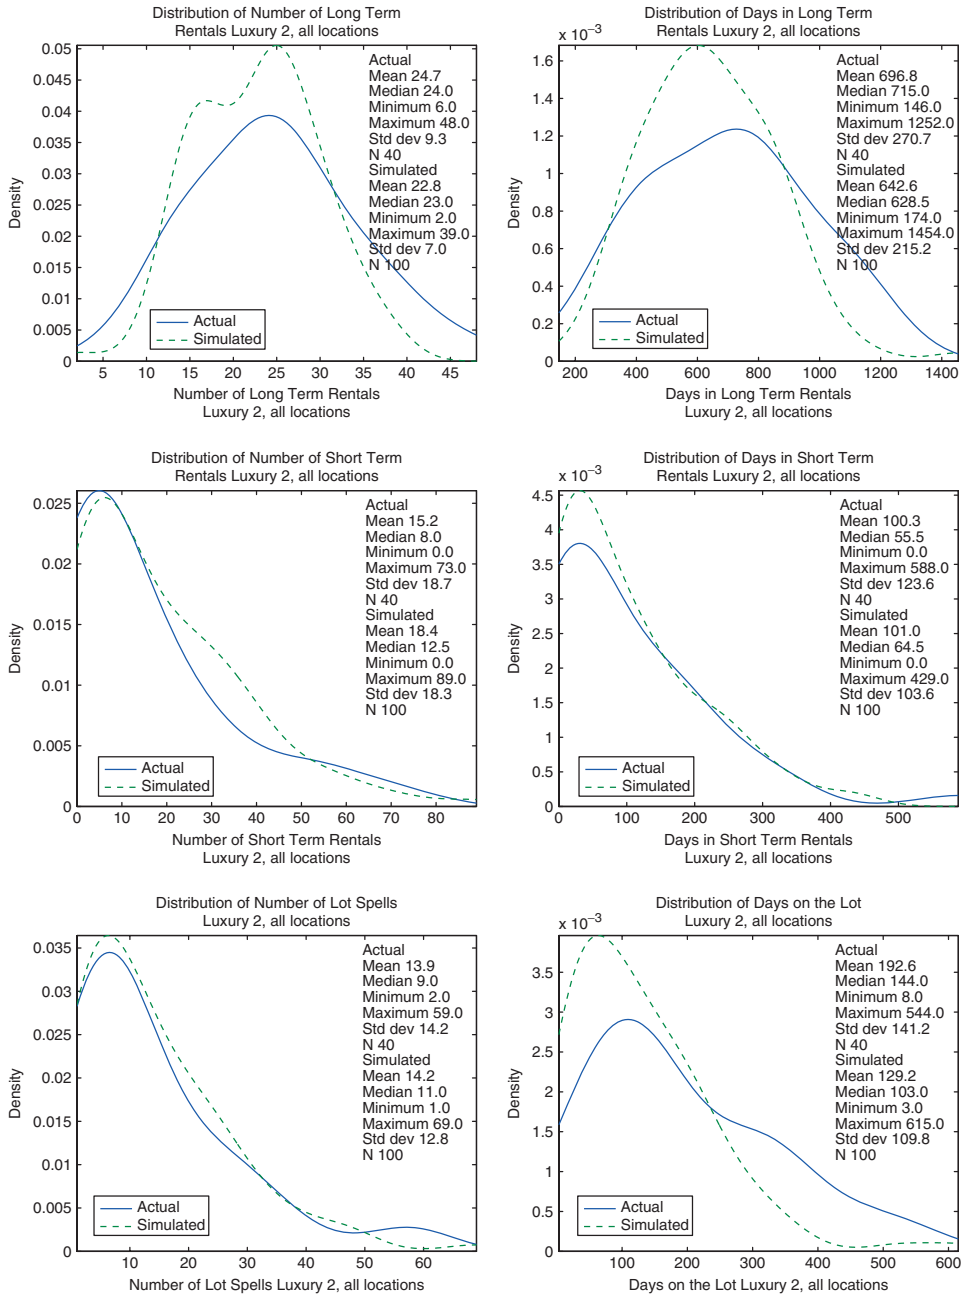 Distribution of Number of Long Term
Rentals Luxury 2, all locations
0.05
0.045
0.04
0.035
0.03
0.025
0.02
0.015
0.01
0.005
0
Density
Actual
Mean 24.7
Median 24.0
Minimum 6.0
Maximum 48.0
Std dev 9.3
N 40
Simulated
Mean 22.8
Median 23.0
Minimum 2.0
Maximum 39.0
Std dev 7.0
N 100
Actual
Simulated
5 10 15 20 25 30 35 40 45
Number of Long Term Rentals
Luxury 2, all locations
Distribution of Days in Long Term
Rentals Luxury 2, all locations
x 10⁻³
1.6
1.4
1.2
1
0.8
0.6
0.4
0.2
0
Density
Actual
Mean 696.8
Median 715.0
Minimum 146.0
Maximum 1252.0
Std dev 270.7
N 40
Simulated
Mean 642.6
Median 628.5
Minimum 174.0
Maximum 1454.0
Std dev 215.2
N 100
Actual
Simulated
200 400 600 800 1000 1200 1400
Days in Long Term Rentals
Luxury 2, all locations
Distribution of Number of Short Term
Rentals Luxury 2, all locations
0.025
0.02
0.015
0.01
0.005
0
Density
Actual
Mean 15.2
Median 8.0
Minimum 0.0
Maximum 73.0
Std dev 18.7
N 40
Simulated
Mean 18.4
Median 12.5
Minimum 0.0
Maximum 89.0
Std dev 18.3
N 100
Actual
Simulated
0 10 20 30 40 50 60 70 80
Number of Short Term Rentals
Luxury 2, all locations
Distribution of Days in Short Term
Rentals Luxury 2, all locations
x 10⁻³
4.5
4
3.5
3
2.5
2
1.5
1
0.5
0
Density
Actual
Mean 100.3
Median 55.5
Minimum 0.0
Maximum 588.0
Std dev 123.6
N 40
Simulated
Mean 101.0
Median 64.5
Minimum 0.0
Maximum 429.0
Std dev 103.6
N 100
Actual
Simulated
0 100 200 300 400 500
Days in Short Term Rentals
Luxury 2, all locations
Distribution of Number of Lot Spells
Luxury 2, all locations
0.035
0.03
0.025
0.02
0.015
0.01
0.005
0
Density
Actual
Mean 13.9
Median 9.0
Minimum 2.0
Maximum 59.0
Std dev 14.2
N 40
Simulated
Mean 14.2
Median 11.0
Minimum 1.0
Maximum 69.0
Std dev 12.8
N 100
Actual
Simulated
10 20 30 40 50 60
Number of Lot Spells Luxury 2, all locations
Distribution of Days on the Lot
Luxury 2, all locations
x 10⁻³
3.5
3
2.5
2
1.5
1
0.5
0
Density
Actual
Mean 192.6
Median 144.0
Minimum 8.0
Maximum 544.0
Std dev 141.2
N 40
Simulated
Mean 129.2
Median 103.0
Minimum 3.0
Maximum 615.0
Std dev 109.8
N 100
Actual
Simulated
100 200 300 400 500 600
Days on the Lot Luxury 2, all locations